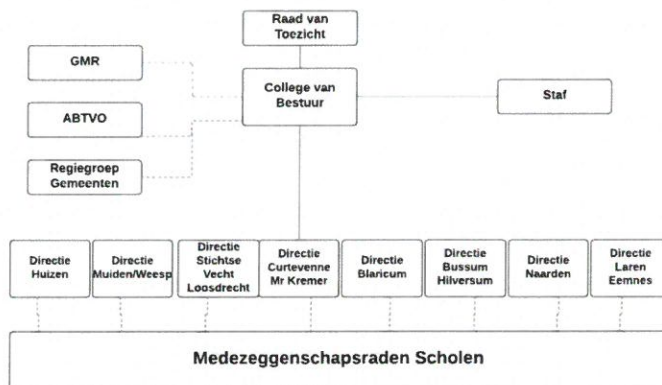 Raad van
Toezicht
GMR
College van
Bestuur
Staf
ABTVO
Regiegroep
Gemeenten
Directie
Huizen
Directie
Muiden/Weesp
Directie
Stichtse
Vecht
Loosdrecht
Directie
Curtevenne
Mr Kremer
Directie
Blaricum
Directie
Bussum
Hilversum
Directie
Naarden
Directie
Laren
Eemnes
Medezeggenschapsraden Scholen